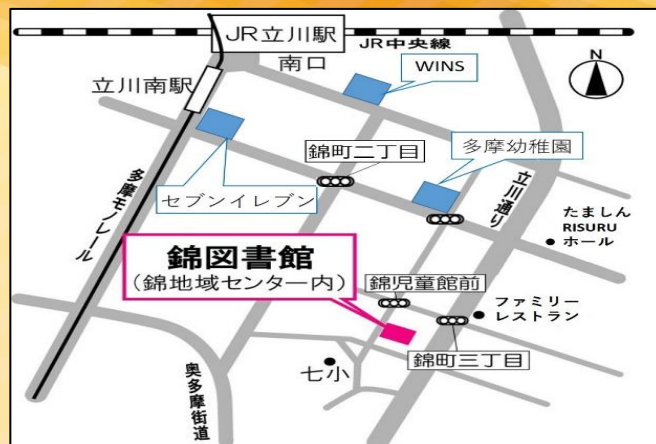 JR立川駅
JR中央線
南口
WINS
N
立川南駅
錦町二丁目
多摩幼稚園
セブンイレブン
立川通り
多摩モノレール
たましん
RISURU
ホール
錦図書館
(錦地域センター内)
錦児童館前
ファミリー
レストラン
錦町三丁目
七小
奥多摩街道